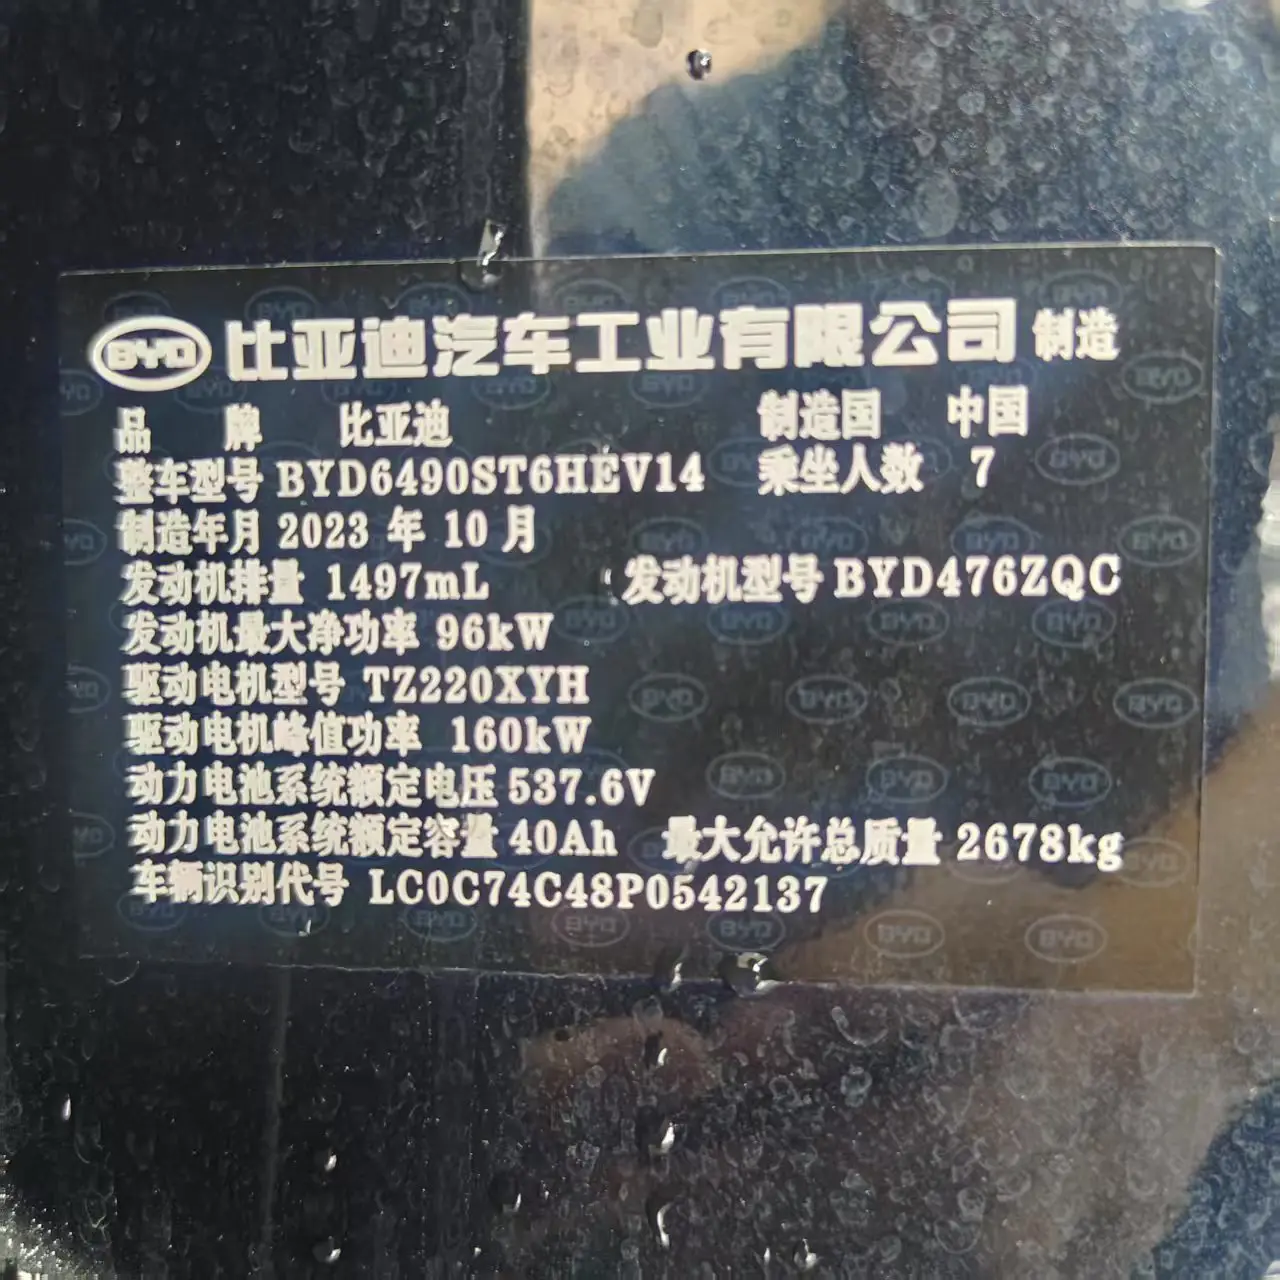 BYD 比亚迪汽车工业有限公司 制造
品 牌 比亚迪 制造国 中国
整车型号 BYD6490ST6HEV14 乘坐人数 7
制造年月 2023 年 10 月
发动机排量 1497mL 发动机型号 BYD476ZQC
发动机最大净功率 96kW
驱动电机型号 TZ220XYH
驱动电机峰值功率 160kW
动力电池系统额定电压 537.6V
动力电池系统额定容量 40Ah 最大允许总质量 2678kg
车辆识别代号 LC0C74C48P0542137